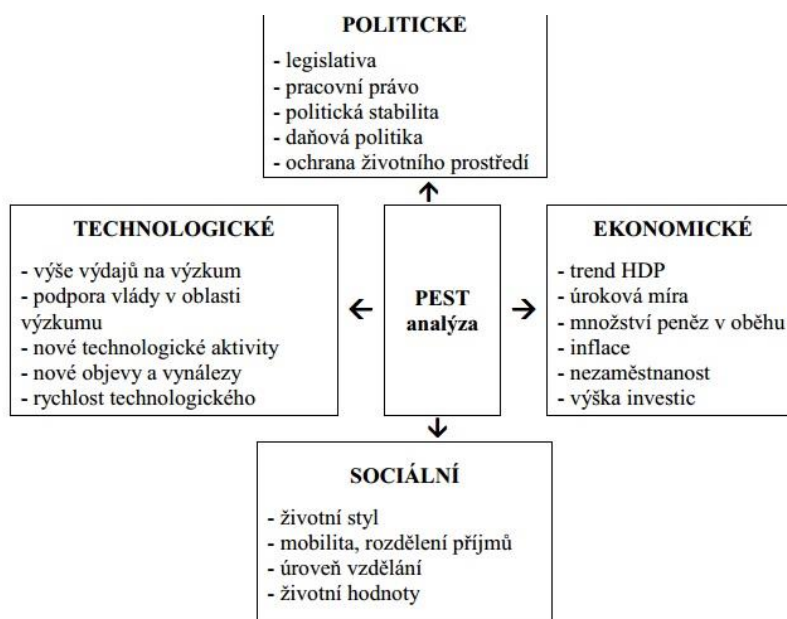 POLITICKÉ
- legislativa
- pracovní právo
- politická stabilita
- daňová politika
- ochrana životního prostředí
TECHNOLOGICKÉ
- výše výdajů na výzkum
- podpora vlády v oblasti
výzkumu
- nové technologické aktivity
- nové objevy a vynálezy
- rychlost technologického
PEST
analýza
EKONOMICKÉ
- trend HDP
- úroková míra
- množství peněz v oběhu
- inflace
- nezaměstnanost
- výška investic
SOCIÁLNÍ
- životní styl
- mobilita, rozdělení příjmů
- úroveň vzdělání
- životní hodnoty